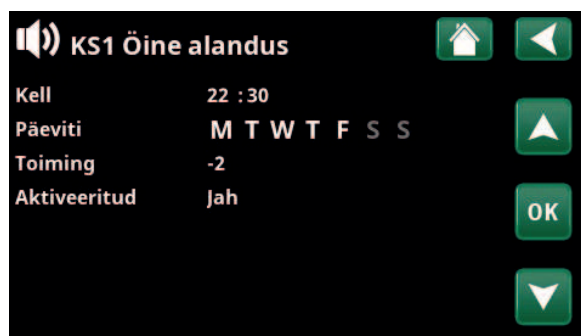 KS1 Öine alandus
Kell 22 :30
Päeviti M T W T F S S
Toiming -2
Aktiveeritud Jah
OK